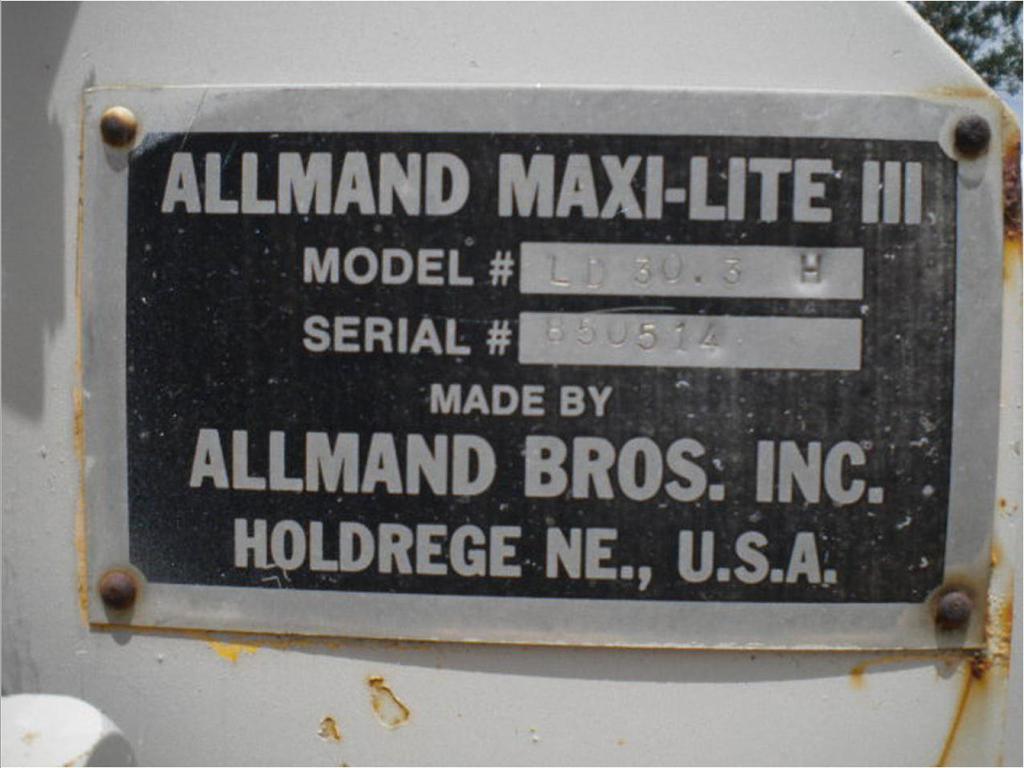 ALLMAND MAXI-LITE III
MODEL # LD 30.3 H
SERIAL # 850514
MADE BY
ALLMAND BROS. INC.
HOLDREGE NE., U.S.A.